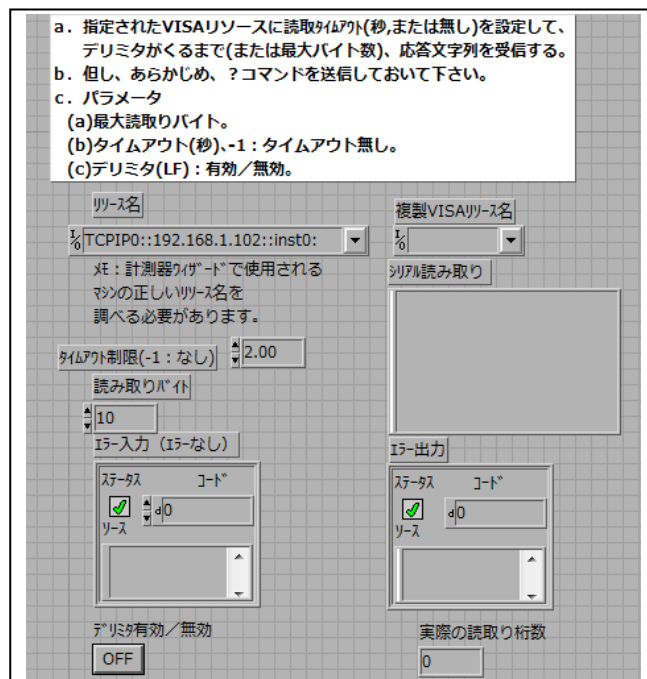 a．指定されたVISAリソースに読取ﾀｲﾑｱｳﾄ(秒,または無し)を設定して、
デリミタがくるまで(または最大バイト数)、応答文字列を受信する。
b．但し、あらかじめ、？コマンドを送信しておいて下さい。
c．パラメータ
(a)最大読取りバイト。
(b)タイムアウト(秒)､-1：タイムアウト無し。
(c)デリミタ(LF)：有効／無効。
ﾘｿｰｽ名
複製VISAﾘｿｰｽ名
I/O TCPIP0::192.168.1.102::inst0:
I/O
ﾒﾓ：計測器ｳｨｻﾞｰﾄﾞで使用される
ﾏｼﾝの正しいﾘｿｰｽ名を
調べる必要があります。
ｼﾘｱﾙ読み取り
ﾀｲﾑｱｳﾄ制限(-1：なし)
2.00
読み取りﾊﾞｲﾄ
10
ｴﾗｰ入力（ｴﾗｰなし）
ｴﾗｰ出力
ｽﾃｰﾀｽ ｺｰﾄﾞ
d0
ｿｰｽ
ｽﾃｰﾀｽ ｺｰﾄﾞ
d0
ｿｰｽ
ﾃﾞﾘﾐﾀ有効／無効
OFF
実際の読取り桁数
0